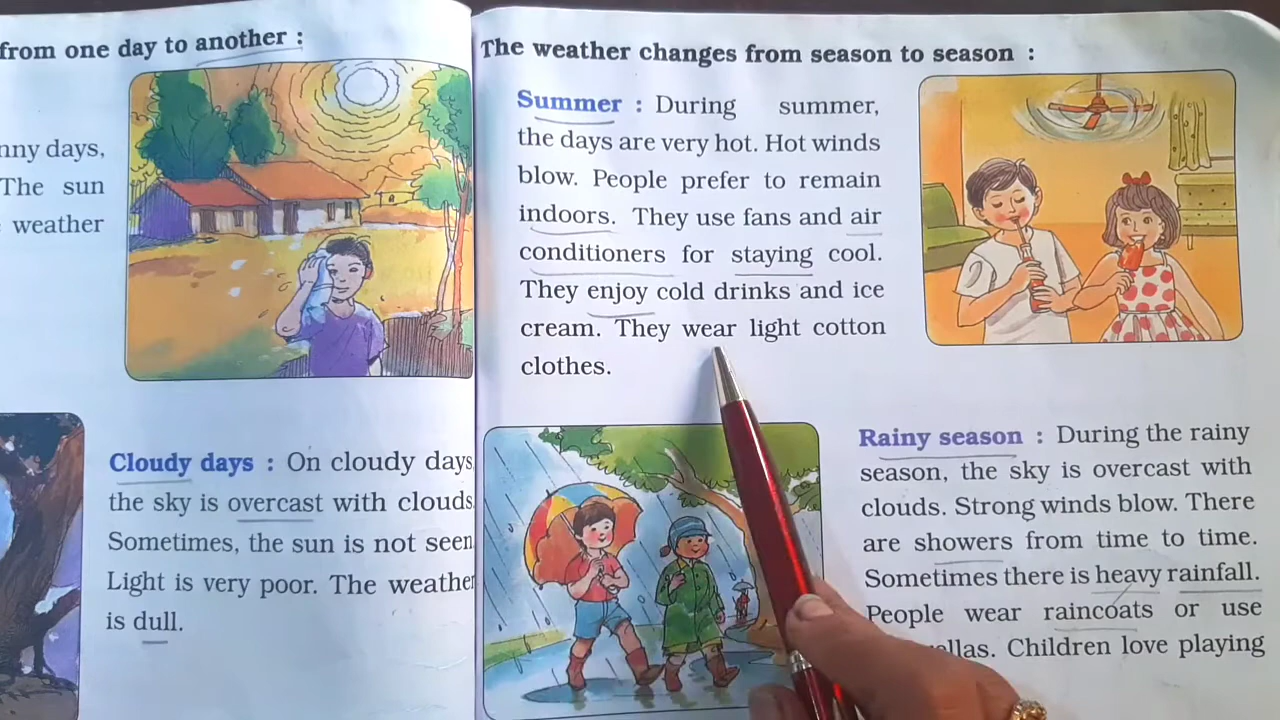 from one day to another :
nny days,
The sun
weather
Cloudy days : On cloudy days
the sky is overcast with clouds
Sometimes, the sun is not seen
Light is very poor. The weather
is dull.
The weather changes from season to season :
Summer : During summer,
the days are very hot. Hot winds
blow. People prefer to remain
indoors. They use fans and air
conditioners for staying cool.
They enjoy cold drinks and ice
cream. They wear light cotton
clothes.
Rainy season : During the rainy
season, the sky is overcast with
clouds. Strong winds blow. There
are showers from time to time.
Sometimes there is heavy rainfall.
People wear raincoats or use
ellas. Children love playing